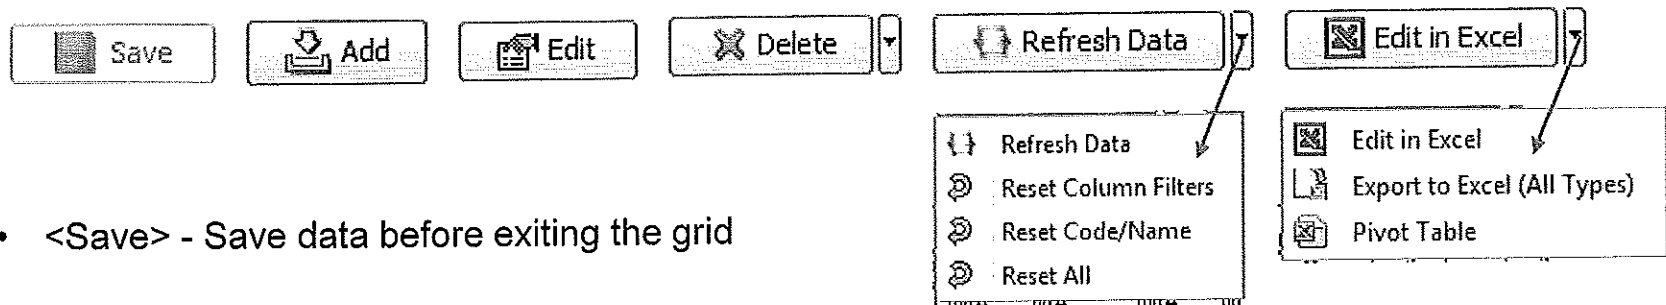 Save
Add
Edit
Delete
Refresh Data
Edit in Excel
Refresh Data
Reset Column Filters
Reset Code/Name
Reset All
Edit in Excel
Export to Excel (All Types)
Pivot Table
• <Save> - Save data before exiting the grid